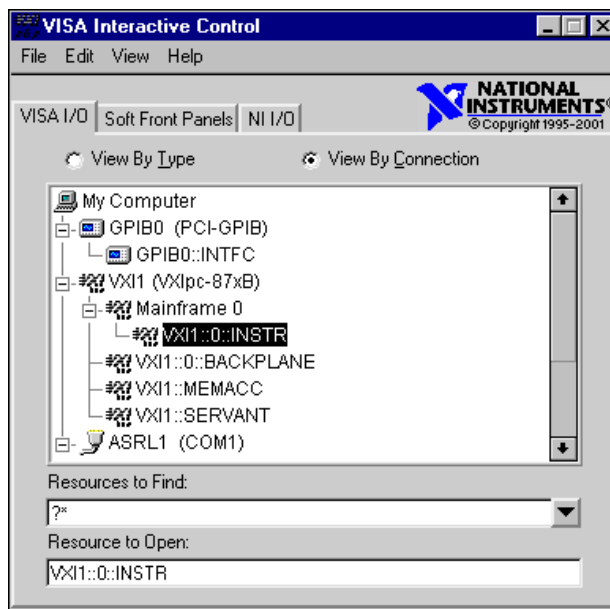 VISA Interactive Control
File Edit View Help
NATIONAL
INSTRUMENTS®
© Copyright 1995-2001
VISA I/O Soft Front Panels NI I/O
View By Type View By Connection
My Computer
GPIB0 (PCI-GPIB)
GPIB0::INTFC
VXI1 (VXIpc-87xB)
Mainframe 0
VXI1::0::INSTR
VXI1::0::BACKPLANE
VXI1::MEMACC
VXI1::SERVANT
ASRL1 (COM1)
Resources to Find:
?*
Resource to Open:
VXI1::0::INSTR